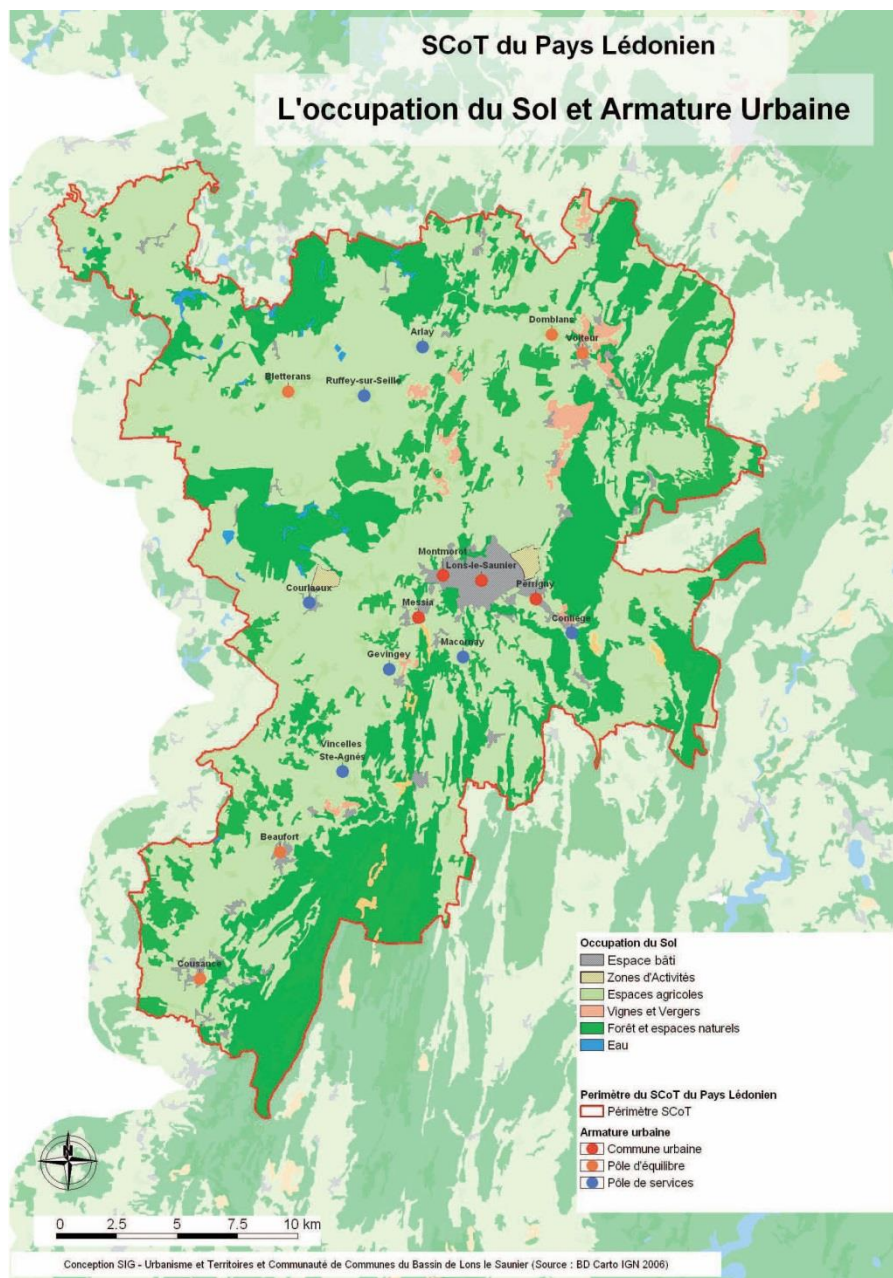 SCoT du Pays Lédonien
L'occupation du Sol et Armature Urbaine
Domblans
Arlay
Voiteur
Bletterans
Ruffey-sur-Seille
Montmorot
Lons-le-Saunier
Courlaoux
Perrigny
Messia
Conliège
Macornay
Gevingey
Vincelles
Ste-Agnès
Beaufort
Cousance
Occupation du Sol
Espace bâti
Zones d'Activités
Espaces agricoles
Vignes et Vergers
Forêt et espaces naturels
Eau
Perimètre du SCoT du Pays Lédonien
Périmètre SCoT
Armature urbaine
Commune urbaine
Pôle d'équilibre
Pôle de services
N
0 2.5 5 7.5 10 km
Conception SIG - Urbanisme et Territoires et Communauté de Communes du Bassin de Lons le Saunier (Source : BD Carto IGN 2006)